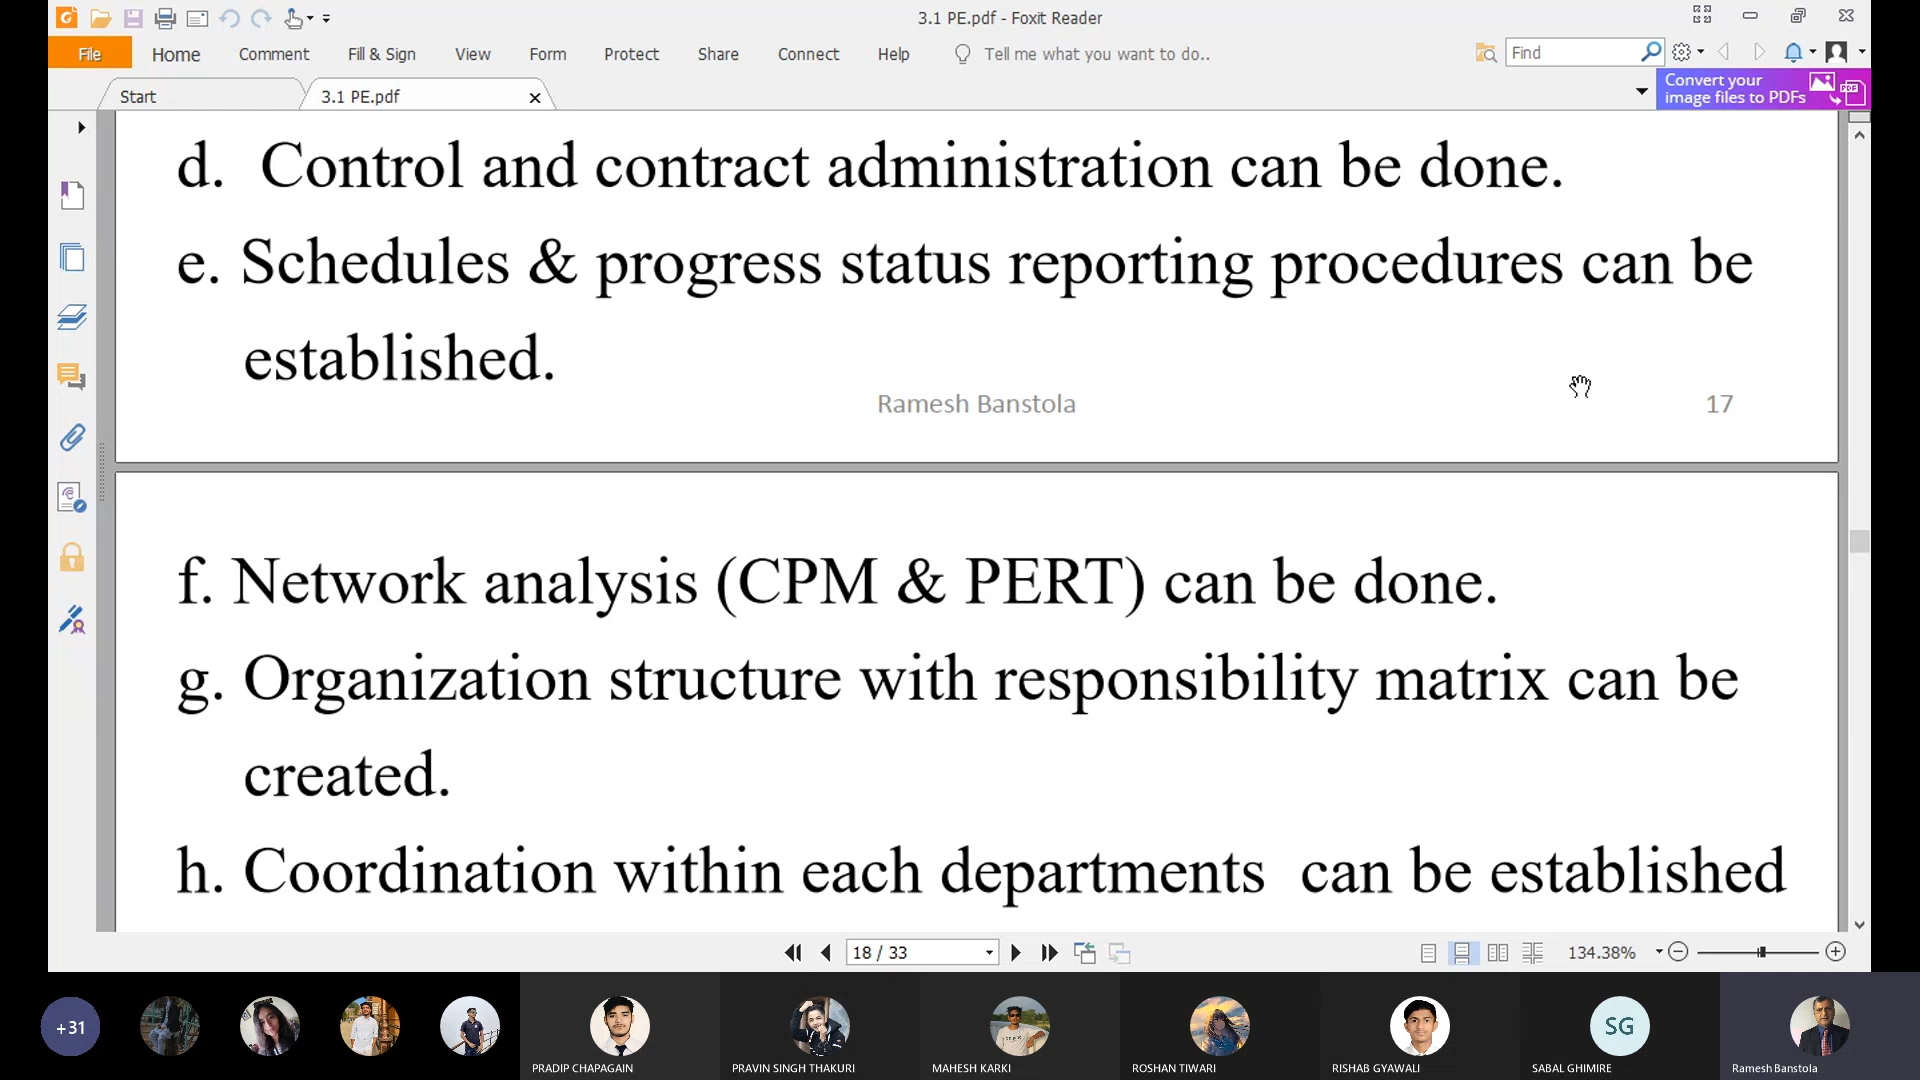 3.1 PE.pdf - Foxit Reader
File Home Comment Fill & Sign View Form Protect Share Connect Help Tell me what you want to do.. Find
Start 3.1 PE.pdf
Convert your
image files to PDFs
d. Control and contract administration can be done.
e. Schedules & progress status reporting procedures can be
established.
Ramesh Banstola 17
f. Network analysis (CPM & PERT) can be done.
g. Organization structure with responsibility matrix can be
created.
h. Coordination within each departments can be established
18 / 33 134.38%
+31 SG
PRADIP CHAPAGAIN PRAVIN SINGH THAKURI MAHESH KARKI ROSHAN TIWARI RISHAB GYAWALI SABAL GHIMIRE Ramesh Banstola